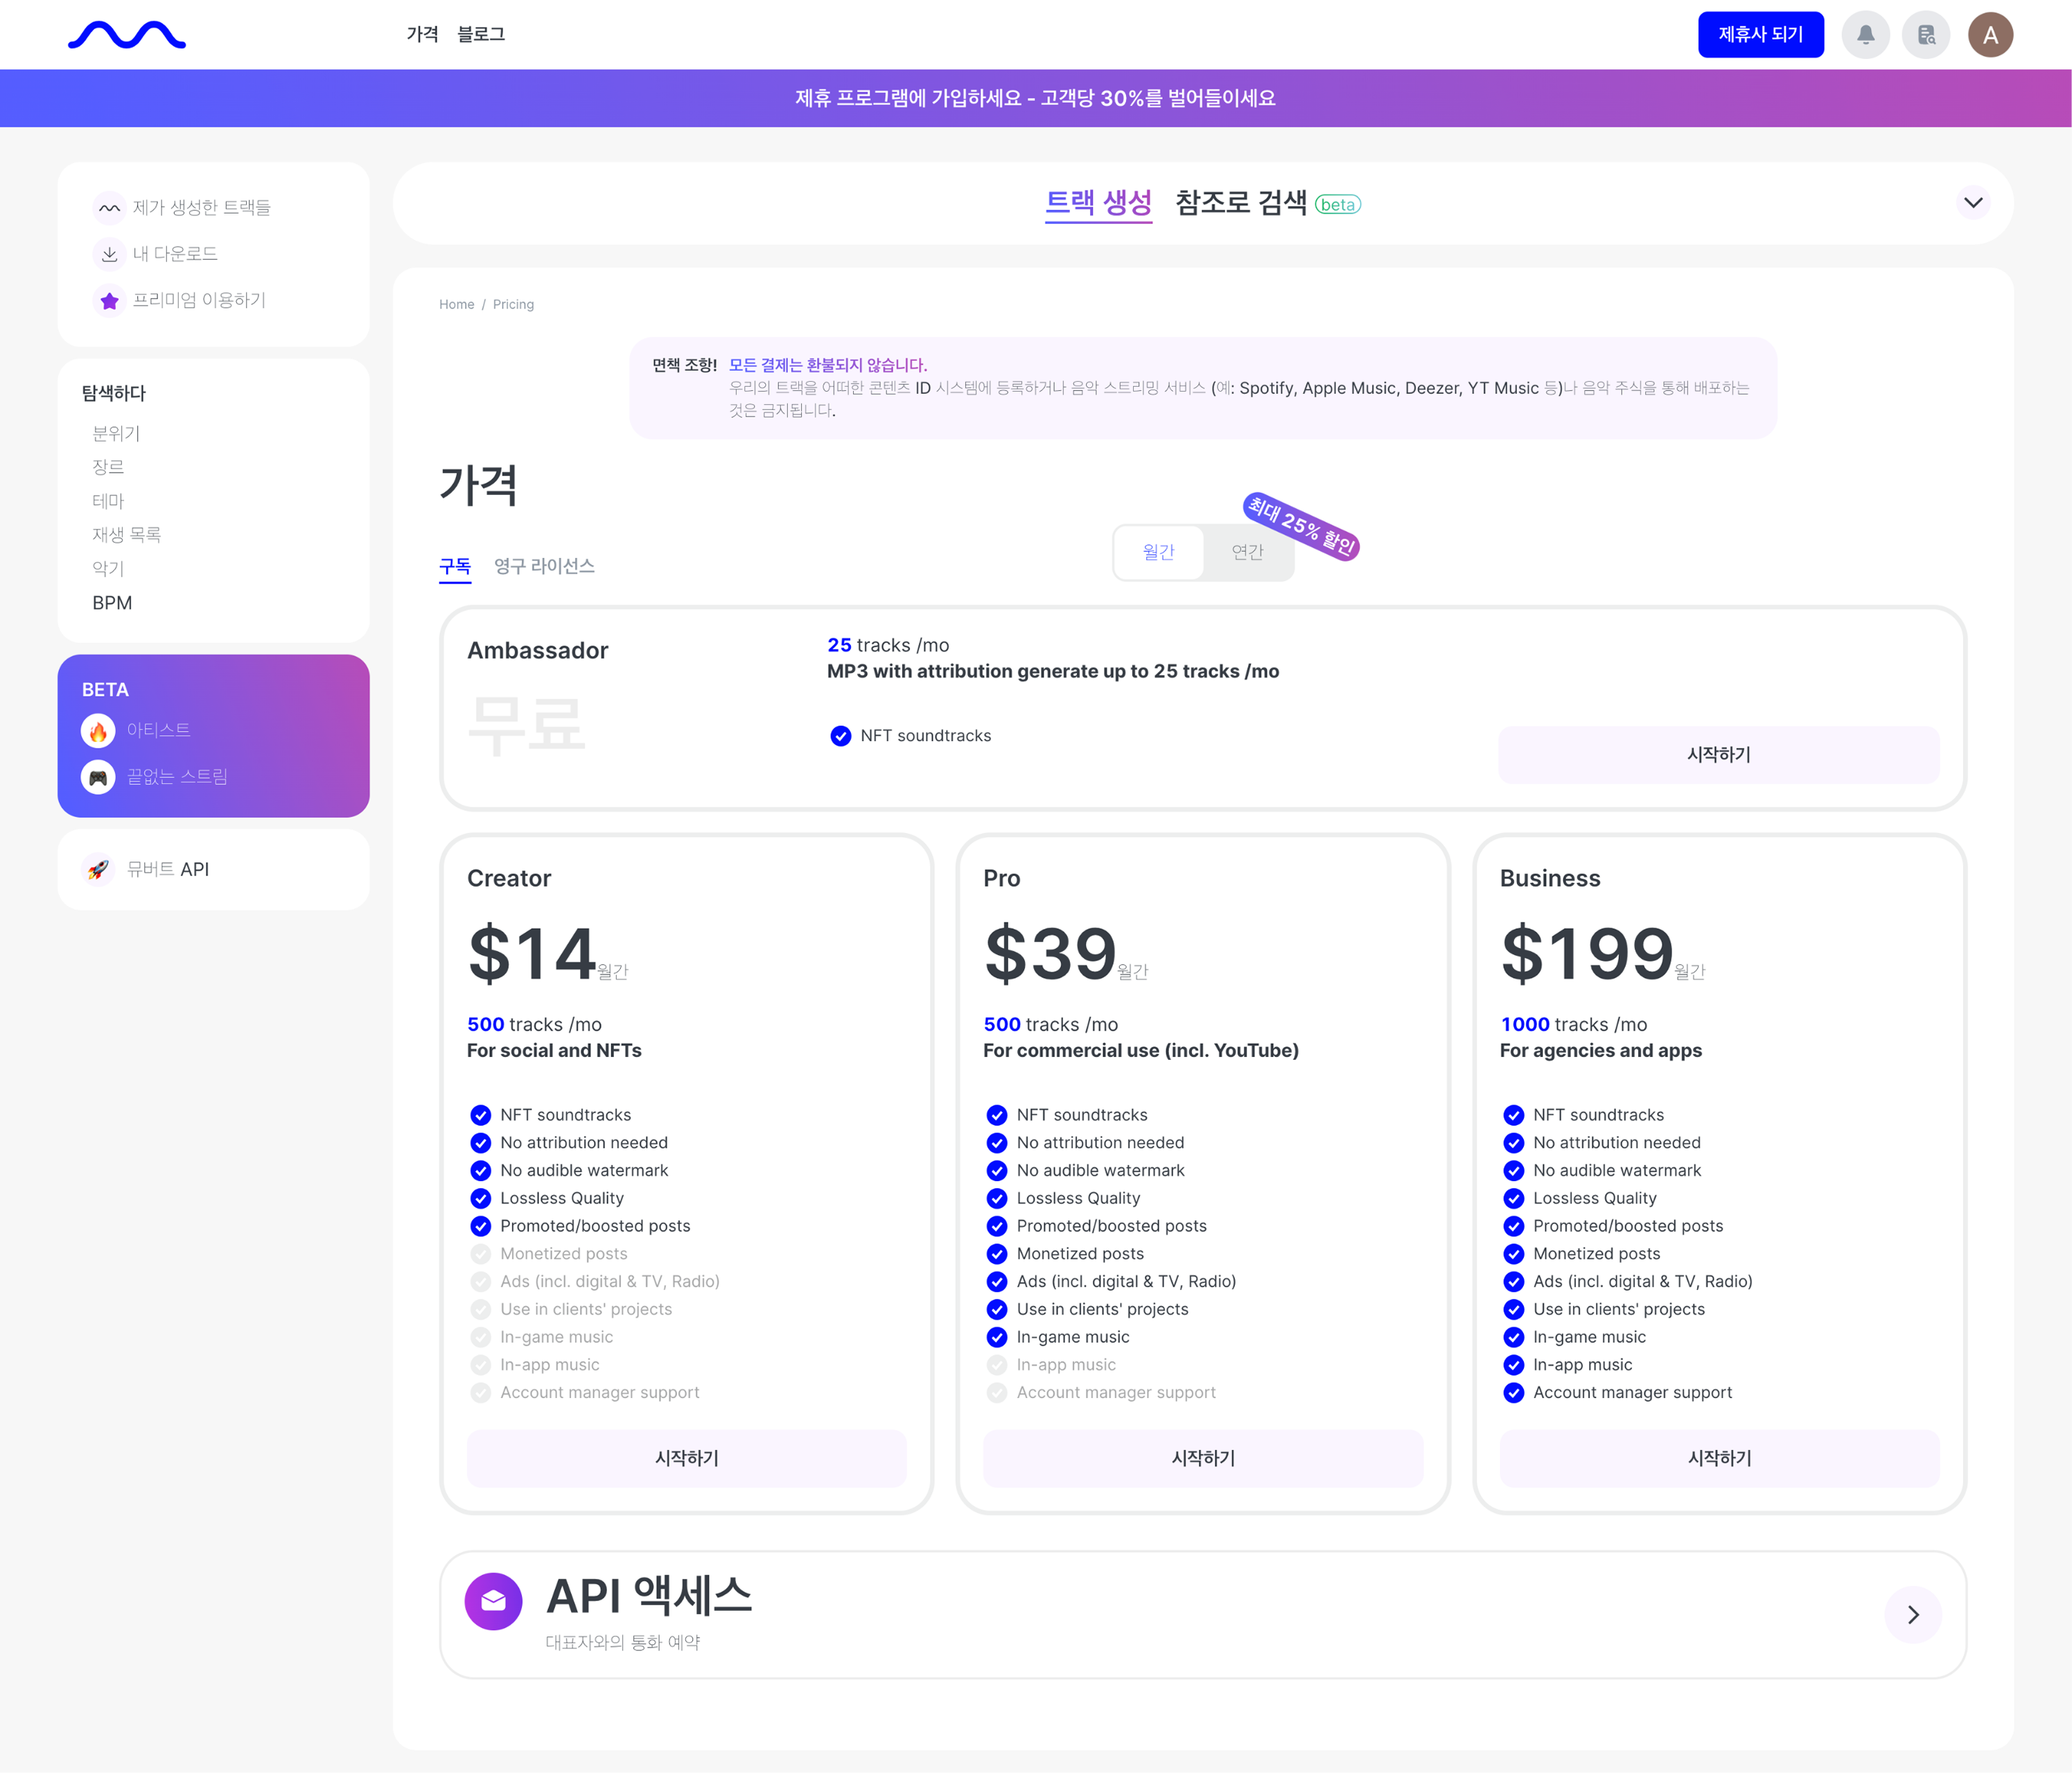 가격 블로그
제휴사 되기
A
제휴 프로그램에 가입하세요 - 고객당 30%를 벌어들이세요
제가 생성한 트랙들
내 다운로드
프리미엄 이용하기
탐색하다
분위기
장르
테마
재생 목록
악기
BPM
BETA
아티스트
끝없는 스트림
뮤버트 API
트랙 생성 참조로 검색 beta
Home / Pricing
면책 조항! 모든 결제는 환불되지 않습니다.
우리의 트랙을 어떠한 콘텐츠 ID 시스템에 등록하거나 음악 스트리밍 서비스 (예: Spotify, Apple Music, Deezer, YT Music 등)나 음악 주식을 통해 배포하는
것은 금지됩니다.
가격
구독 영구 라이선스
월간 연간
최대 25% 할인
Ambassador
무료
25 tracks /mo
MP3 with attribution generate up to 25 tracks /mo
NFT soundtracks
시작하기
Creator
$14월간
500 tracks /mo
For social and NFTs
NFT soundtracks
No attribution needed
No audible watermark
Lossless Quality
Promoted/boosted posts
Monetized posts
Ads (incl. digital & TV, Radio)
Use in clients' projects
In-game music
In-app music
Account manager support
시작하기
Pro
$39월간
500 tracks /mo
For commercial use (incl. YouTube)
NFT soundtracks
No attribution needed
No audible watermark
Lossless Quality
Promoted/boosted posts
Monetized posts
Ads (incl. digital & TV, Radio)
Use in clients' projects
In-game music
In-app music
Account manager support
시작하기
Business
$199월간
1000 tracks /mo
For agencies and apps
NFT soundtracks
No attribution needed
No audible watermark
Lossless Quality
Promoted/boosted posts
Monetized posts
Ads (incl. digital & TV, Radio)
Use in clients' projects
In-game music
In-app music
Account manager support
시작하기
API 액세스
대표자와의 통화 예약